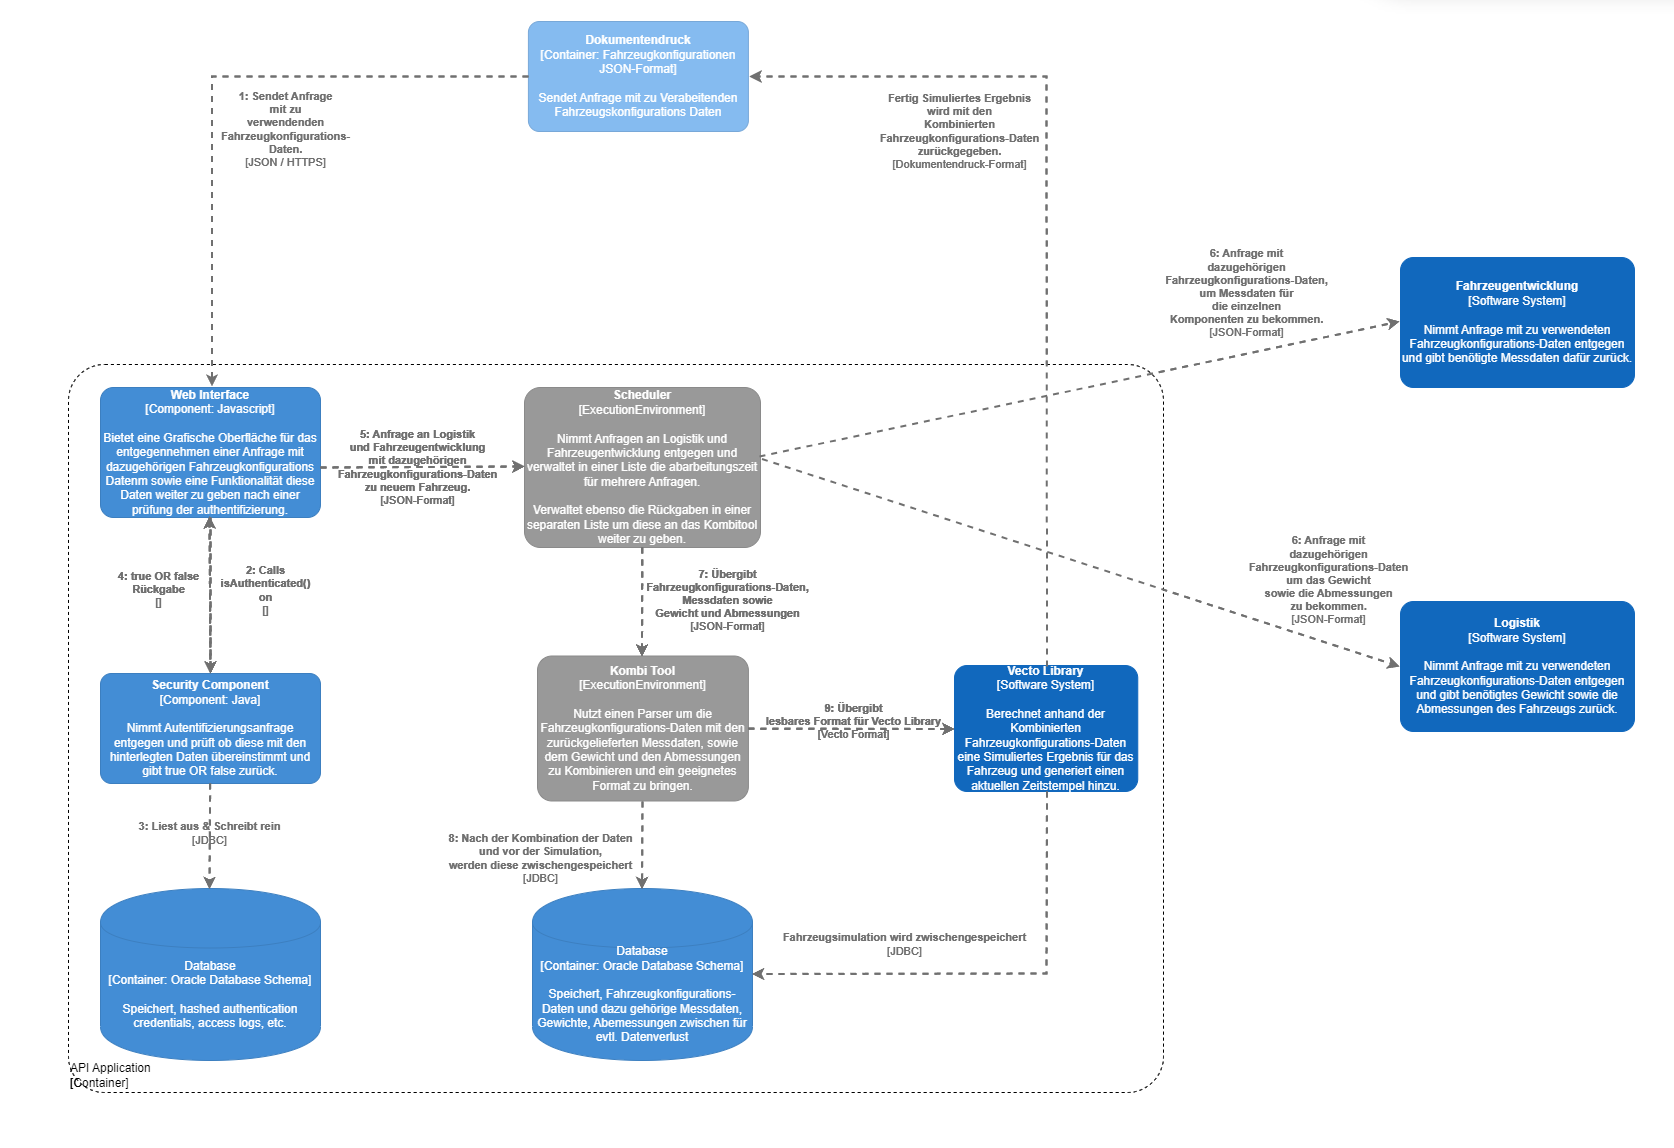 Dokumentendruck
[Container: Fahrzeugkonfigurationen
JSON-Format]
Sendet Anfrage mit zu Verabeitenden
Fahrzeugskonfigurations Daten
1: Sendet Anfrage
mit zu
verwendenden
Fahrzeugkonfigurations-
Daten.
[JSON / HTTPS]
Fertig Simuliertes Ergebnis
wird mit den
Kombinierten
Fahrzeugkonfigurations-Daten
zurückgegeben.
[Dokumentendruck-Format]
6: Anfrage mit
dazugehörigen
Fahrzeugkonfigurations-Daten,
um Messdaten für
die einzelnen
Komponenten zu bekommen.
[JSON-Format]
Fahrzeugentwicklung
[Software System]
Nimmt Anfrage mit zu verwendeten
Fahrzeugkonfigurations-Daten entgegen
und gibt benötigte Messdaten dafür zurück.
Web Interface
[Component: Javascript]
Bietet eine Grafische Oberfläche für das
entgegennehmen einer Anfrage mit
dazugehörigen Fahrzeugkonfigurations
Datenm sowie eine Funktionalität diese
Daten weiter zu geben nach einer
prüfung der authentifizierung.
5: Anfrage an Logistik
und Fahrzeugentwicklung
mit dazugehörigen
Fahrzeugkonfigurations-Daten
zu neuem Fahrzeug.
[JSON-Format]
Scheduler
[ExecutionEnvironment]
Nimmt Anfragen an Logistik und
Fahrzeugentwicklung entgegen und
verwaltet in einer Liste die abarbeitungszeit
für mehrere Anfragen.
Verwaltet ebenso die Rückgaben in einer
separaten Liste um diese an das Kombitool
weiter zu geben.
6: Anfrage mit
dazugehörigen
Fahrzeugkonfigurations-Daten
um das Gewicht
sowie die Abmessungen
zu bekommen.
[JSON-Format]
Logistik
[Software System]
Nimmt Anfrage mit zu verwendeten
Fahrzeugkonfigurations-Daten entgegen
und gibt benötigtes Gewicht sowie die
Abmessungen des Fahrzeugs zurück.
4: true OR false
Rückgabe
[]
2: Calls
isAuthenticated()
on
[]
7: Übergibt
Fahrzeugkonfigurations-Daten,
Messdaten sowie
Gewicht und Abmessungen
[JSON-Format]
Security Component
[Component: Java]
Nimmt Autentifizierungsanfrage
entgegen und prüft ob diese mit den
hinterlegten Daten übereinstimmt und
gibt true OR false zurück.
Kombi Tool
[ExecutionEnvironment]
Nutzt einen Parser um die
Fahrzeugkonfigurations-Daten mit den
zurückgelieferten Messdaten, sowie
dem Gewicht und den Abmessungen
zu Kombinieren und ein geeignetes
Format zu bringen.
9: Übergibt
lesbares Format für Vecto Library
[Vecto Format]
Vecto Library
[Software System]
Berechnet anhand der
Kombinierten
Fahrzeugkonfigurations-Daten
eine Simuliertes Ergebnis für das
Fahrzeug und generiert einen
aktuellen Zeitstempel hinzu.
3: Liest aus & Schreibt rein
[JDBC]
8: Nach der Kombination der Daten
und vor der Simulation,
werden diese zwischengespeichert
[JDBC]
Fahrzeugsimulation wird zwischengespeichert
[JDBC]
Database
[Container: Oracle Database Schema]
Speichert, hashed authentication
credentials, access logs, etc.
Database
[Container: Oracle Database Schema]
Speichert, Fahrzeugkonfigurations-
Daten und dazu gehörige Messdaten,
Gewichte, Abemessungen zwischen für
evtl. Datenverlust
API Application
[Container]